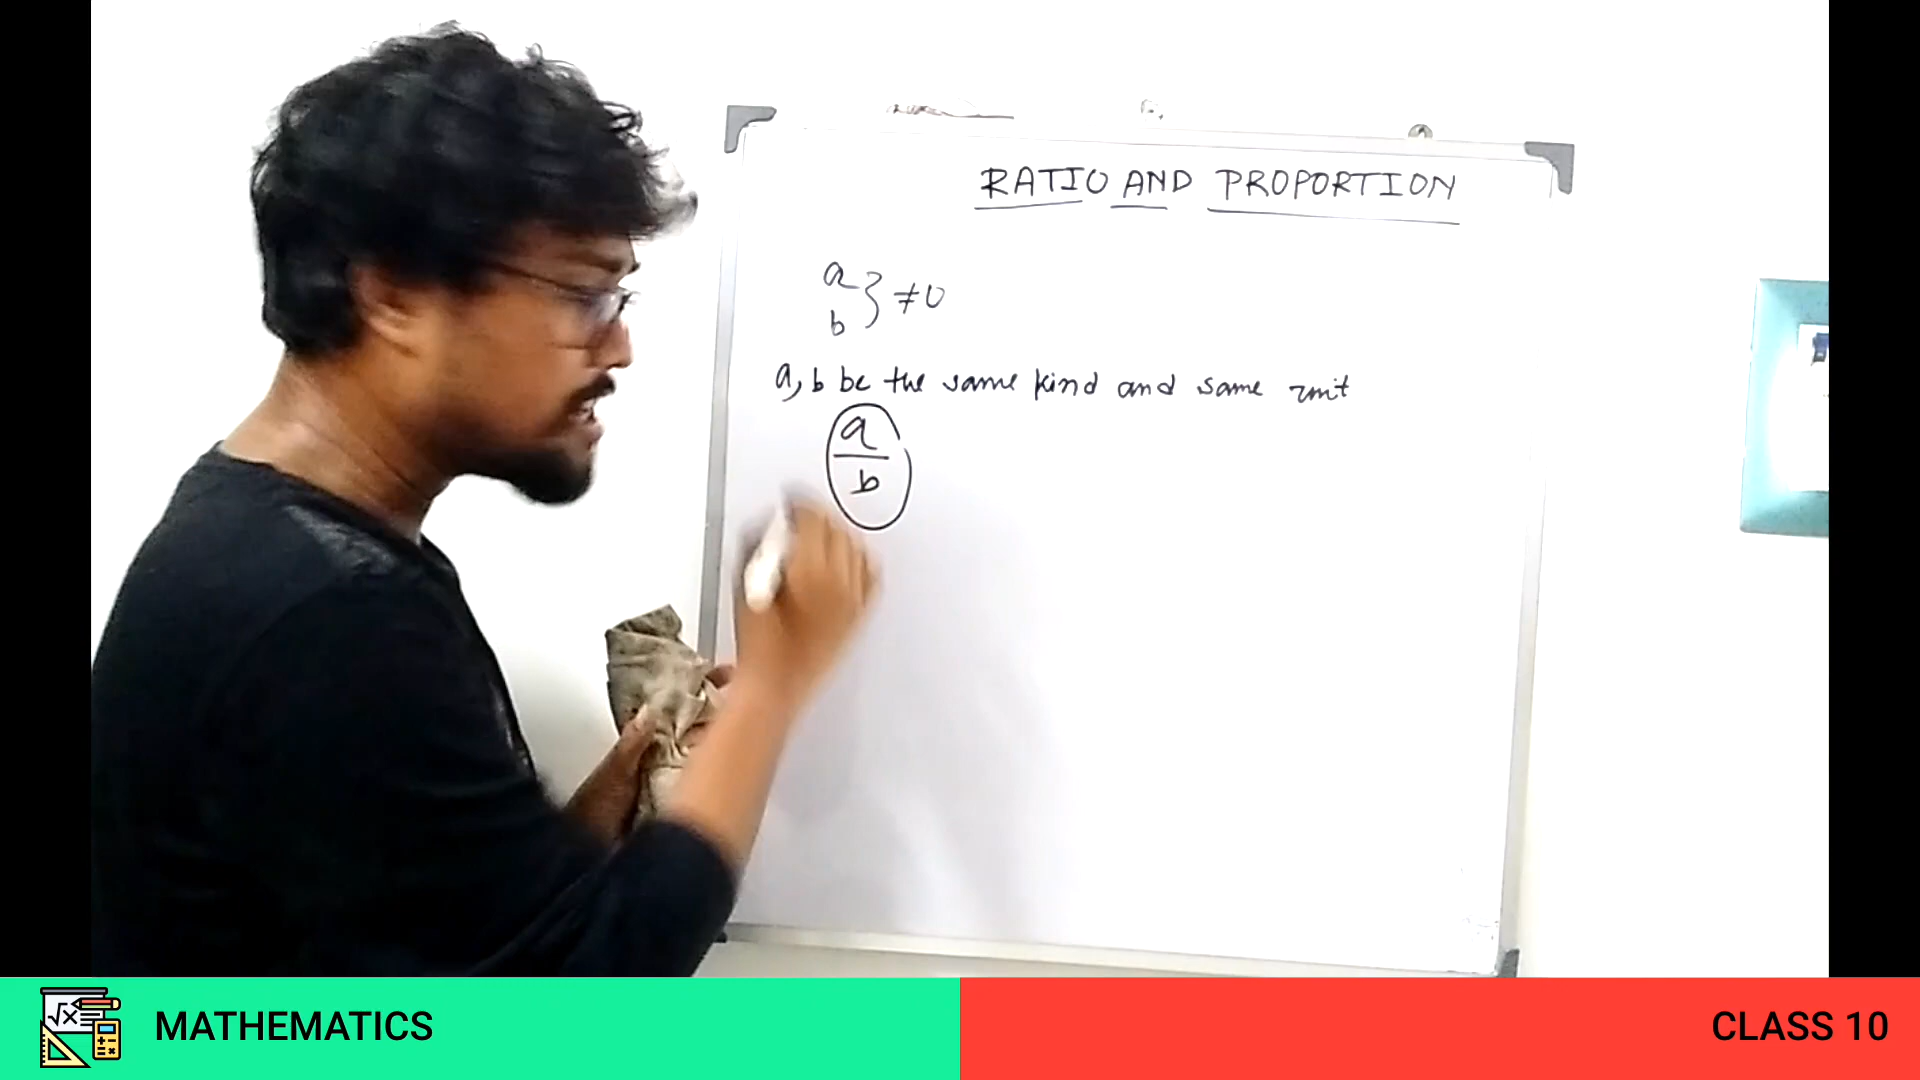 RATIO AND PROPORTION
a
b } ≠0
a, b be the same kind and same unit
a
b
√x
MATHEMATICS
CLASS 10